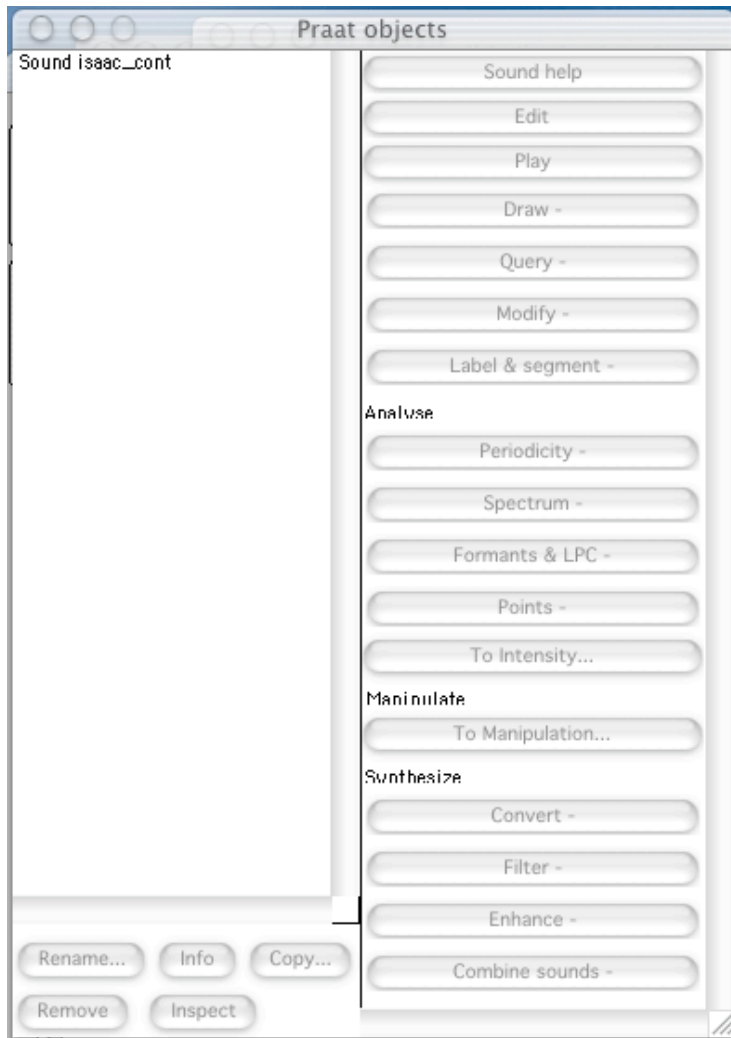 Praat objects
Sound isaac_cont
Sound help
Edit
Play
Draw -
Query -
Modify -
Label & segment -
Analyse
Periodicity -
Spectrum -
Formants & LPC -
Points -
To Intensity...
Manipulate
To Manipulation...
Synthesize
Convert -
Filter -
Enhance -
Combine sounds -
Rename... Info Copy...
Remove Inspect